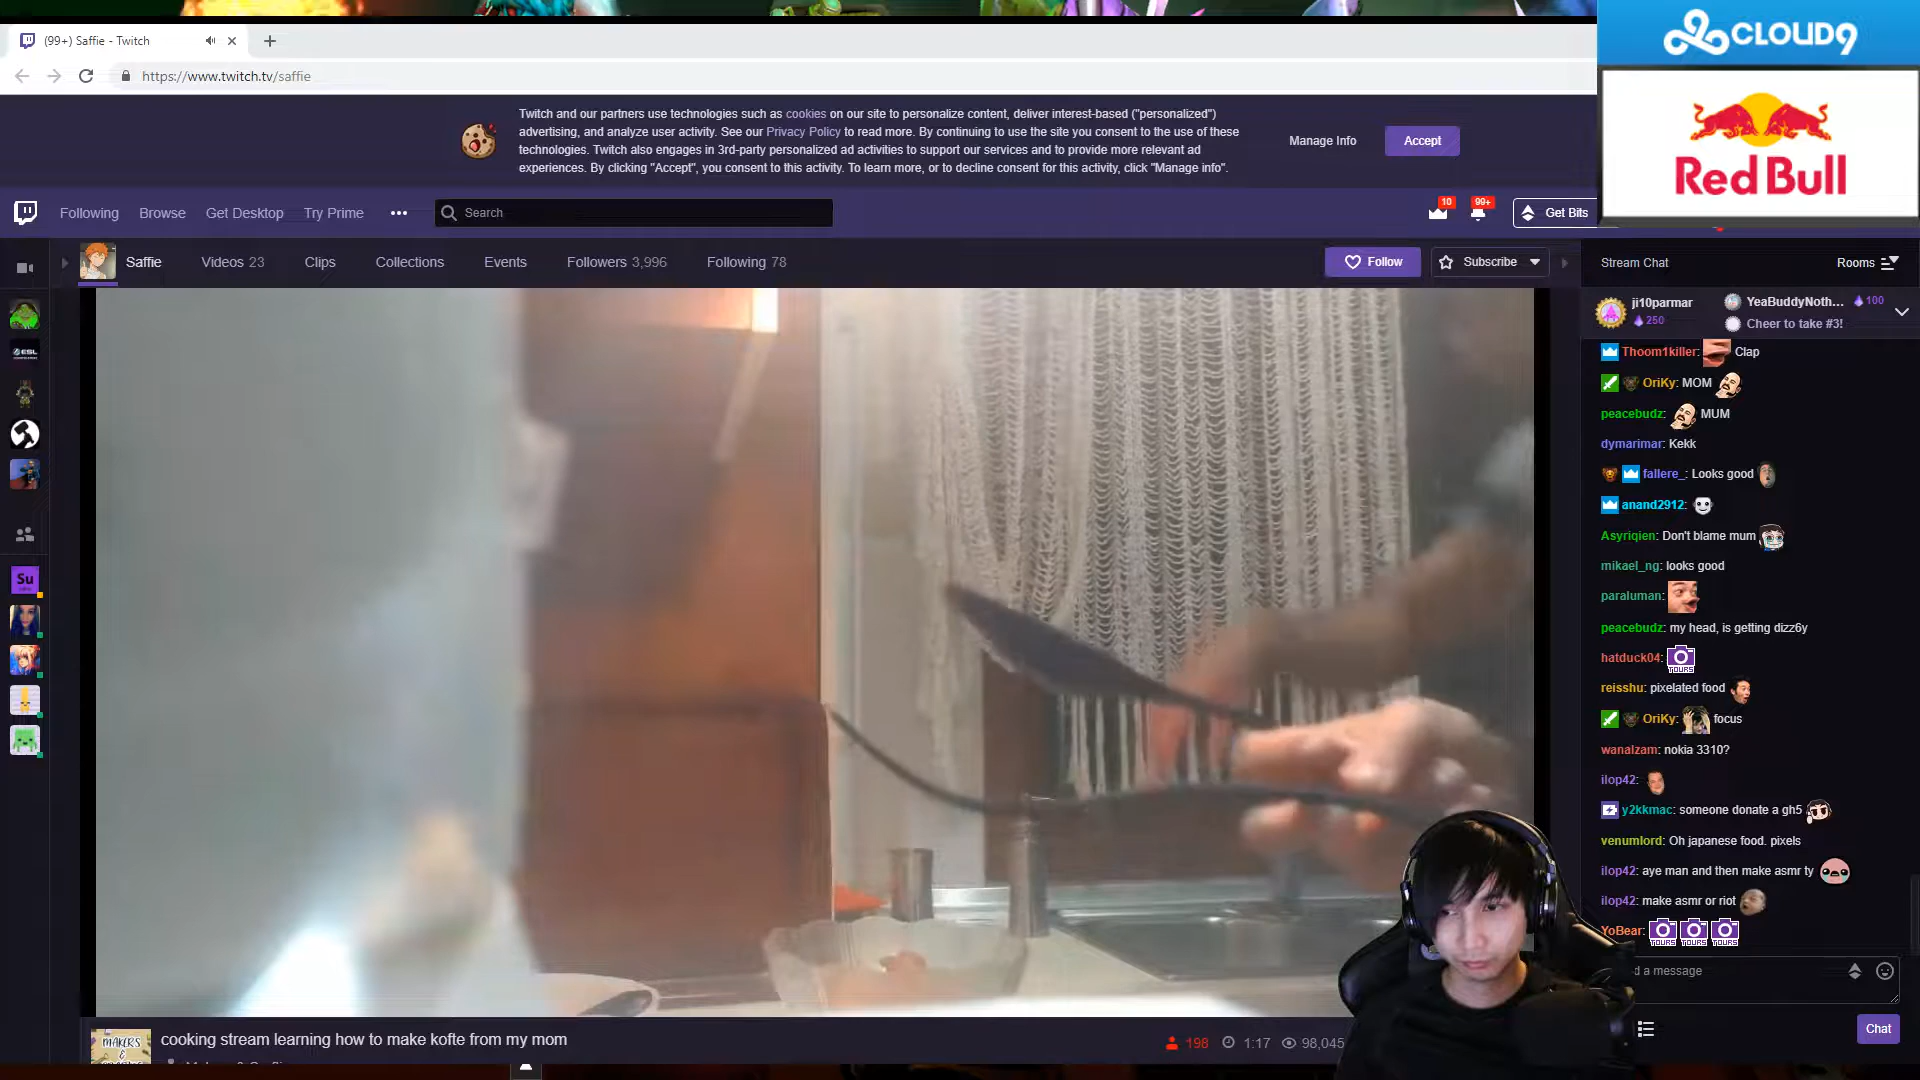 (99+) Saffie - Twitch
https://www.twitch.tv/saffie
CLOUD9
Red Bull
Twitch and our partners use technologies such as cookies on our site to personalize content, deliver interest-based ("personalized")
advertising, and analyze user activity. See our Privacy Policy to read more. By continuing to use the site you consent to the use of these
technologies. Twitch also engages in 3rd-party personalized ad activities to support our services and to provide more relevant ad
experiences. By clicking "Accept", you consent to this activity. To learn more, or to decline consent for this activity, click "Manage info".
Manage Info
Accept
Following
Browse
Get Desktop
Try Prime
Search
10
99+
Get Bits
Saffie
Videos 23
Clips
Collections
Events
Followers 3,996
Following 78
Follow
Subscribe
Stream Chat
Rooms
ji10parmar
250
YeaBuddyNoth...
100
Cheer to take #3!
ESL
Su
Thoom1killer: Clap
OriKy: MOM
peacebudz: MUM
dymarimar: Kekk
fallere_: Looks good
anand2912:
Asyriqien: Don't blame mum
mikael_ng: looks good
paraluman:
peacebudz: my head, is getting dizz6y
hatduck04: TOURS
reisshu: pixelated food
OriKy: focus
wanalzam: nokia 3310?
ilop42:
y2kkmac: someone donate a gh5
venumlord: Oh japanese food. pixels
ilop42: aye man and then make asmr ty
ilop42: make asmr or riot
YoBear: TOURS TOURS TOURS
d a message
Chat
MAKERS
&
cooking stream learning how to make kofte from my mom
198
1:17
98,045